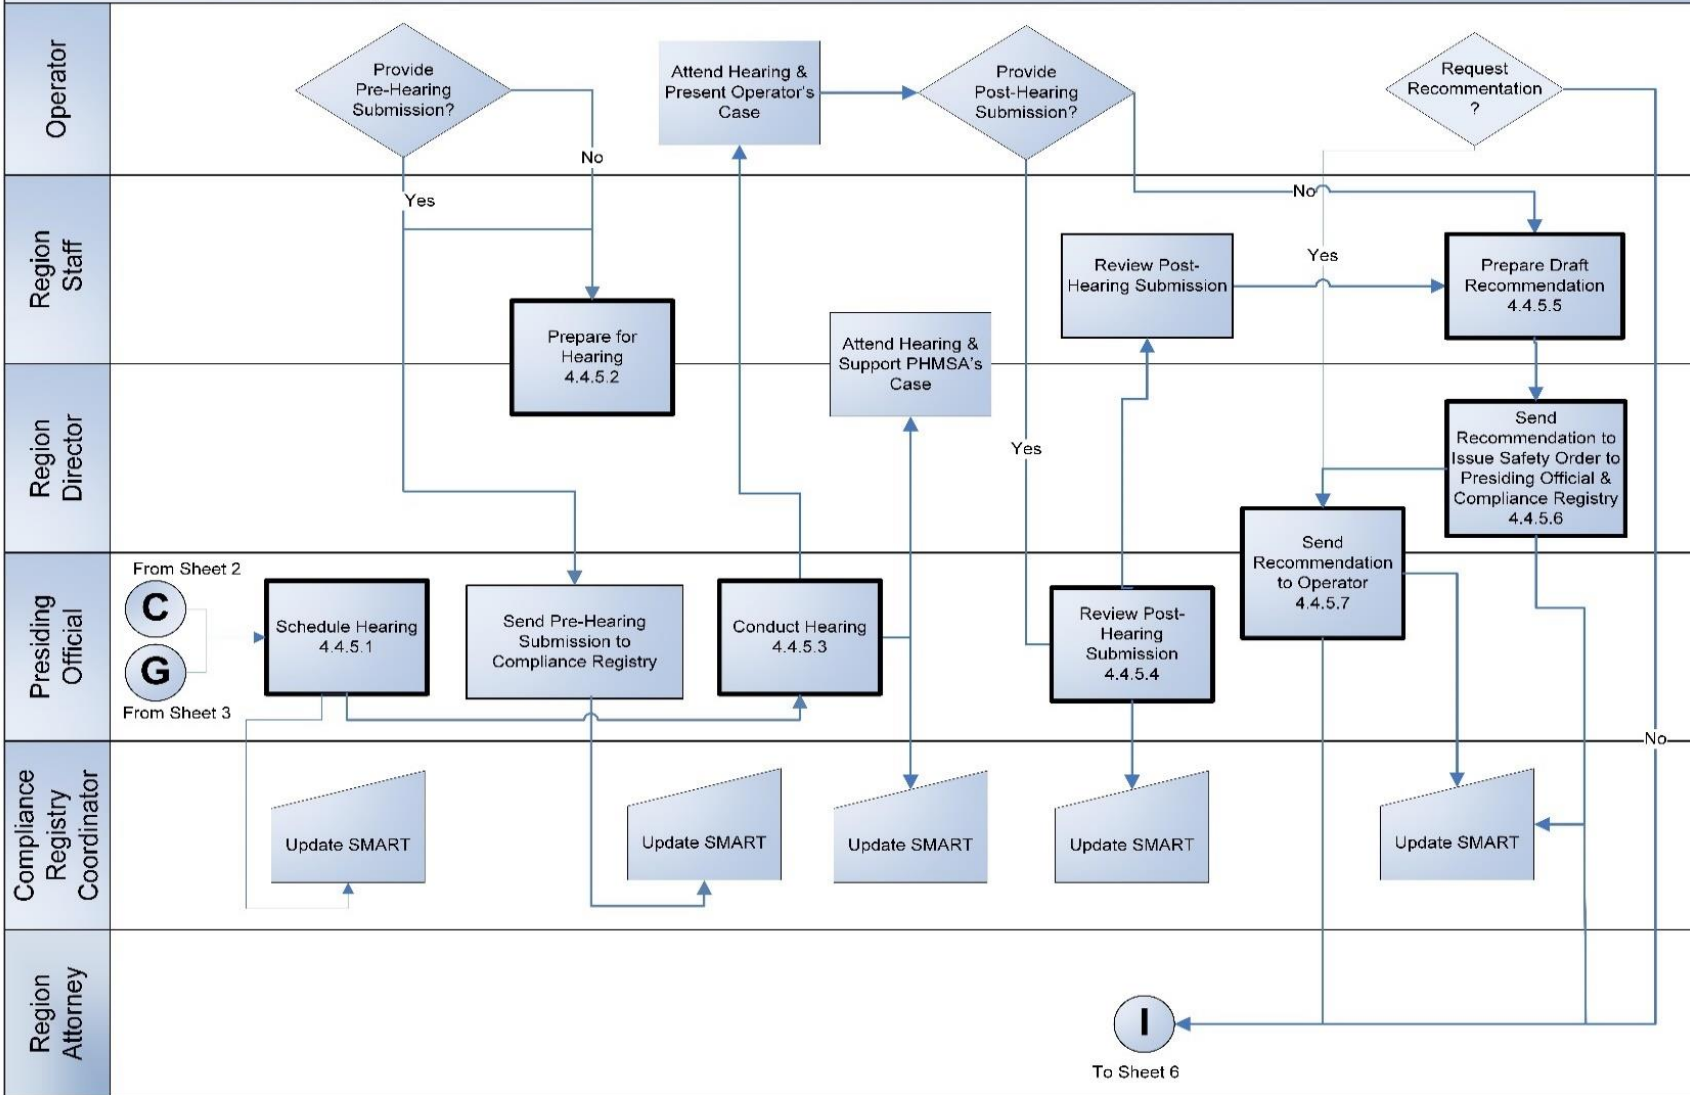 Operator
Provide
Pre-Hearing
Submission?
No
Yes
Attend Hearing &
Present Operator's
Case
Provide
Post-Hearing
Submission?
Request
Recommentation
?
Region
Staff
Prepare for
Hearing
4.4.5.2
Attend Hearing &
Support PHMSA's
Case
Review Post-
Hearing Submission
No
Yes
Prepare Draft
Recommendation
4.4.5.5
Region
Director
Yes
Send
Recommendation to
Issue Safety Order to
Presiding Official &
Compliance Registry
4.4.5.6
Send
Recommendation
to Operator
4.4.5.7
Presiding
Official
From Sheet 2
C
G
From Sheet 3
Schedule Hearing
4.4.5.1
Send Pre-Hearing
Submission to
Compliance Registry
Conduct Hearing
4.4.5.3
Review Post-
Hearing
Submission
4.4.5.4
No
Compliance
Registry
Coordinator
Update SMART
Update SMART
Update SMART
Update SMART
Update SMART
Region
Attorney
I
To Sheet 6